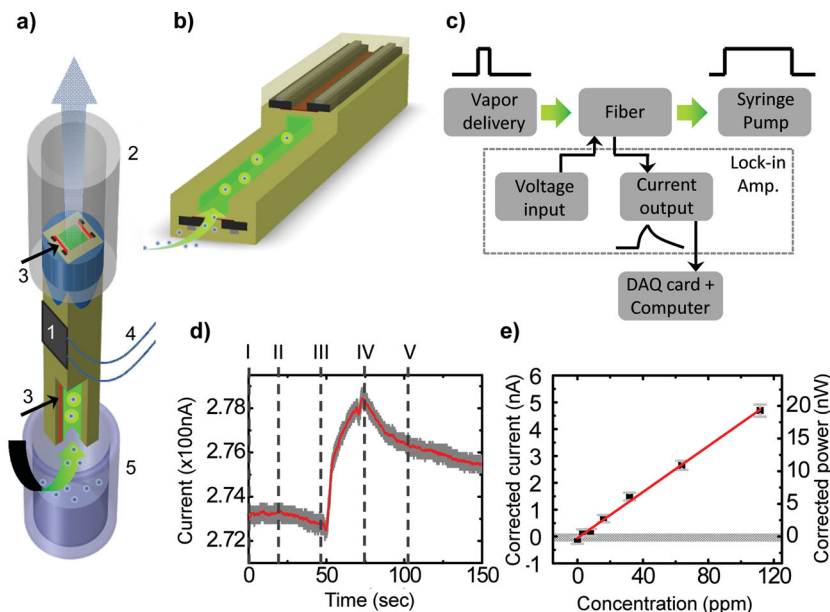 a)
2
3
1
4
3
5
b)
c)
Vapor
delivery
Fiber
Syringe
Pump
Lock-in
Amp.
Voltage
input
Current
output
DAQ card +
Computer
d)
I II III IV V
Current (x100nA)
2.78
2.76
2.74
2.72
0 50 100 150
Time (sec)
e)
Corrected current (nA)
6
5
4
3
2
1
0
-1
0 40 80 120
Concentration (ppm)
20
15
10
5
0
Corrected power (nW)